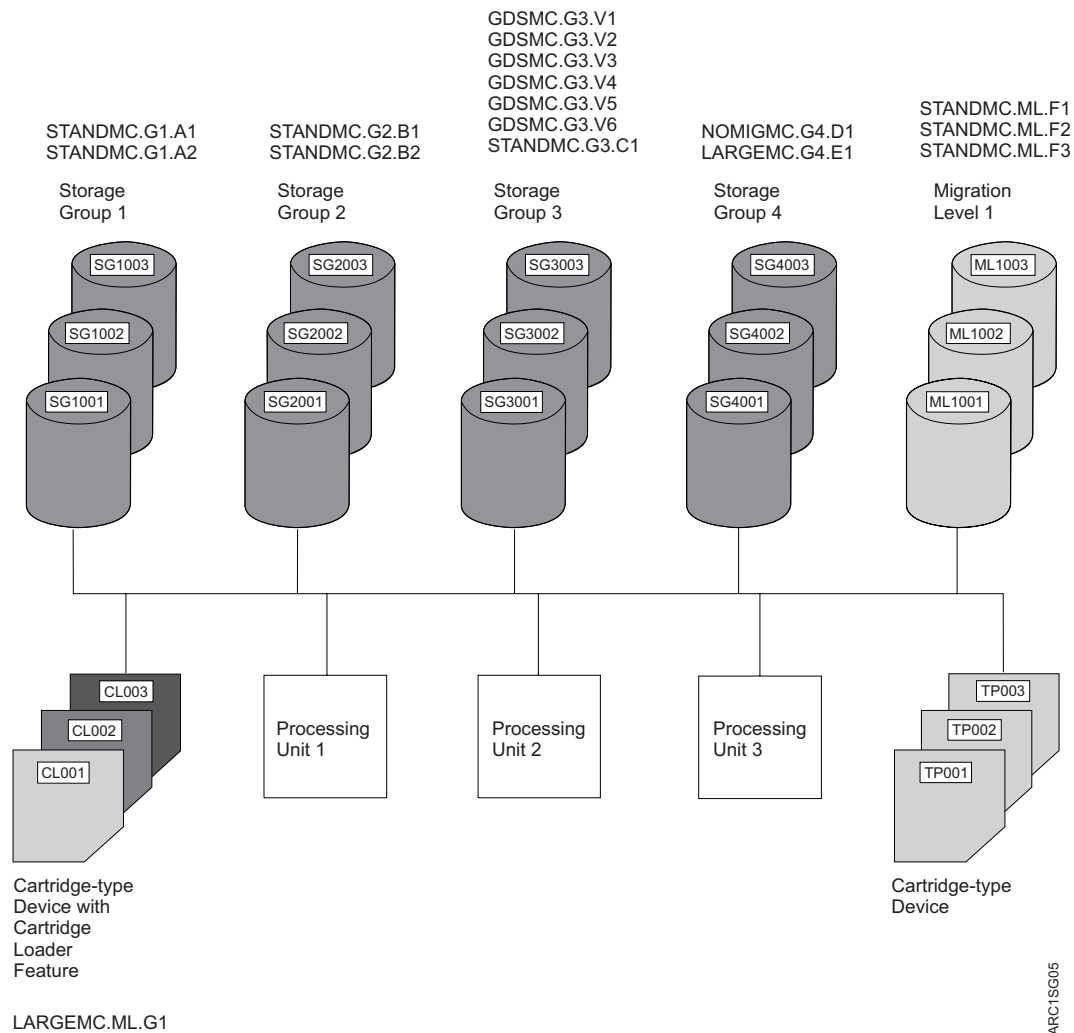 GDSMC.G3.V1
GDSMC.G3.V2
GDSMC.G3.V3
GDSMC.G3.V4
GDSMC.G3.V5
GDSMC.G3.V6
STANDMC.G3.C1
STANDMC.G1.A1
STANDMC.G1.A2
STANDMC.G2.B1
STANDMC.G2.B2
NOMIGMC.G4.D1
LARGEMC.G4.E1
STANDMC.ML.F1
STANDMC.ML.F2
STANDMC.ML.F3
Storage
Group 1
Storage
Group 2
Storage
Group 3
Storage
Group 4
Migration
Level 1
SG1003
SG1002
SG1001
SG2003
SG2002
SG2001
SG3003
SG3002
SG3001
SG4003
SG4002
SG4001
ML1003
ML1002
ML1001
CL003
CL002
CL001
Processing
Unit 1
Processing
Unit 2
Processing
Unit 3
TP003
TP002
TP001
Cartridge-type
Device with
Cartridge
Loader
Feature
Cartridge-type
Device
LARGEMC.ML.G1
ARC1SG05